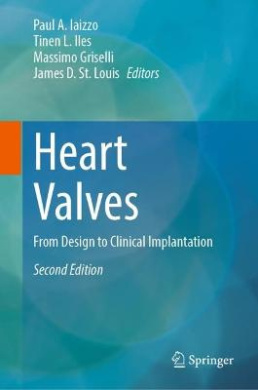 Paul A. Iaizzo
Tinen L. Iles
Massimo Griselli
James D. St. Louis Editors
Heart
Valves
From Design to Clinical Implantation
Second Edition
Springer